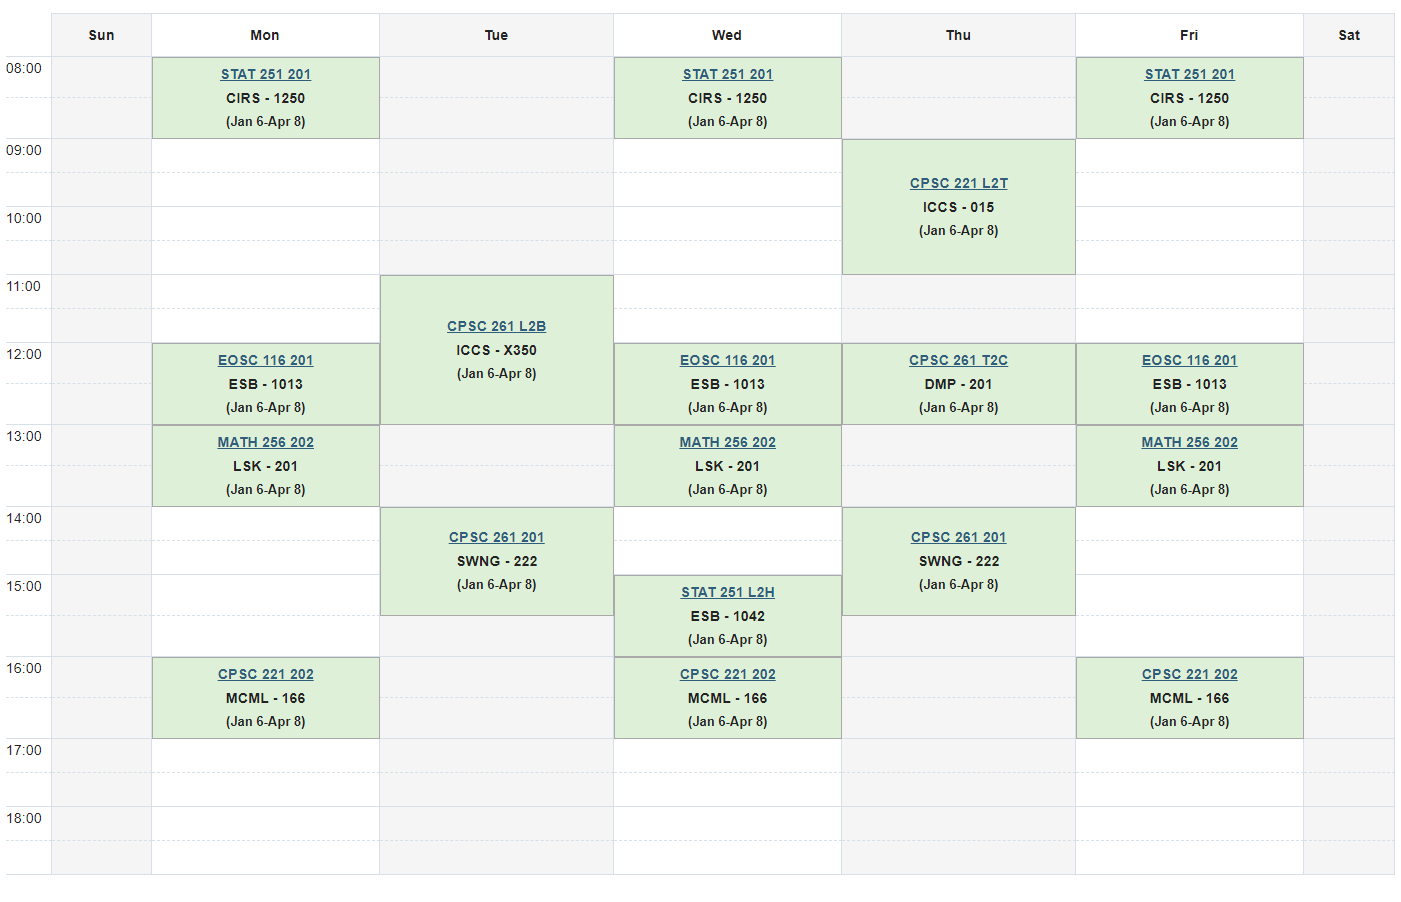 Sun Mon Tue Wed Thu Fri Sat
08:00
STAT 251 201 STAT 251 201 STAT 251 201
CIRS - 1250 CIRS - 1250 CIRS - 1250
(Jan 6-Apr 8) (Jan 6-Apr 8) (Jan 6-Apr 8)
09:00
CPSC 221 L2T
ICCS - 015
10:00
(Jan 6-Apr 8)
11:00
CPSC 261 L2B
ICCS - X350
(Jan 6-Apr 8)
12:00
EOSC 116 201 EOSC 116 201 CPSC 261 T2C EOSC 116 201
ESB - 1013 ESB - 1013 DMP - 201 ESB - 1013
(Jan 6-Apr 8) (Jan 6-Apr 8) (Jan 6-Apr 8) (Jan 6-Apr 8)
13:00
MATH 256 202 MATH 256 202 MATH 256 202
LSK - 201 LSK - 201 LSK - 201
(Jan 6-Apr 8) (Jan 6-Apr 8) (Jan 6-Apr 8)
14:00
CPSC 261 201 CPSC 261 201
SWNG - 222 SWNG - 222
(Jan 6-Apr 8) (Jan 6-Apr 8)
15:00
STAT 251 L2H
ESB - 1042
(Jan 6-Apr 8)
16:00
CPSC 221 202 CPSC 221 202 CPSC 221 202
MCML - 166 MCML - 166 MCML - 166
(Jan 6-Apr 8) (Jan 6-Apr 8) (Jan 6-Apr 8)
17:00
18:00